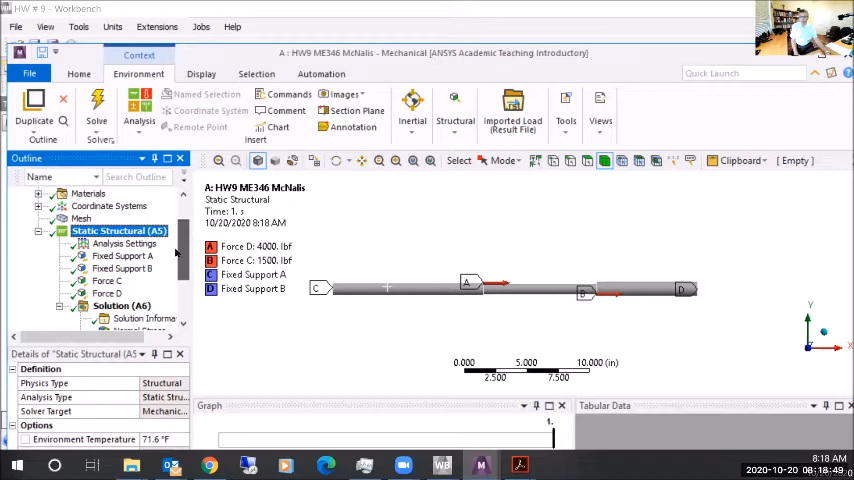 HW # 9 - Workbench
File View Tools Units Extensions Jobs Help
Context
A : HW9 ME346 McNalis - Mechanical [ANSYS Academic Teaching Introductory]
File Home Environment Display Selection Automation Quick Launch
Duplicate Solve Analysis Named Selection Coordinate System Remote Point Commands Comment Chart Images Section Plane Annotation Inertial Structural Imported Load (Result File) Tools Views
Outline Solver Insert
Outline
Name Search Outline
Select Mode Clipboard [ Empty ]
Materials
Coordinate Systems
Mesh
Static Structural (A5)
Analysis Settings
Fixed Support A
Fixed Support B
Force C
Force D
Solution (A6)
Solution Informa
Normal Stress
A: HW9 ME346 McNalis
Static Structural
Time: 1. s
10/20/2020 8:18 AM
A Force D: 4000. lbf
B Force C: 1500. lbf
C Fixed Support A
D Fixed Support B
C A B D
Y
X
0.000 5.000 10.000 (in)
2.500 7.500
Details of "Static Structural (A5
Definition
Physics Type Structural
Analysis Type Static Stru...
Solver Target Mechanic...
Options
Environment Temperature 71.6 °F
Graph
1.
Tabular Data
8:18 AM
2020-10-20 08:18:49